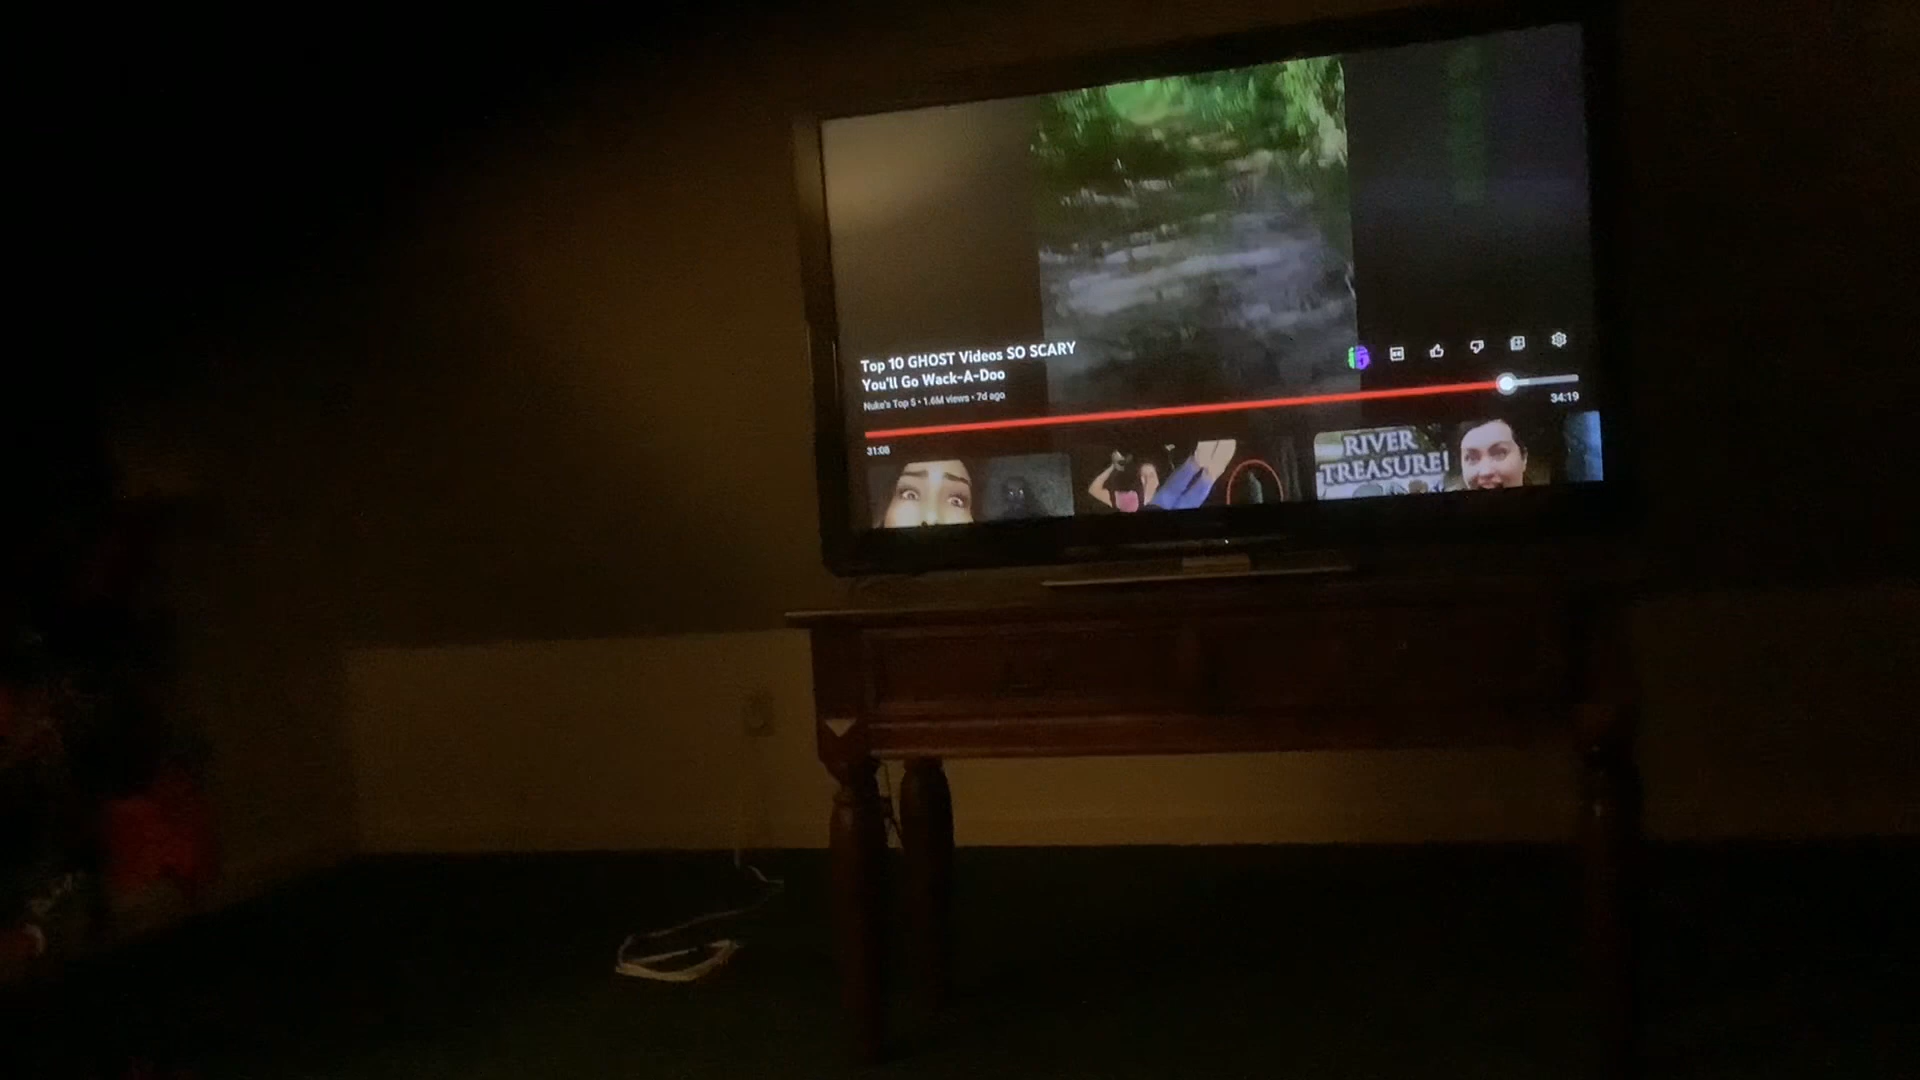 Top 10 GHOST Videos SO SCARY
You'll Go Wack-A-Doo
Nuke's Top 5 • 1.6M views • 7d ago
34:19
31:08
RIVER
TREASURE!